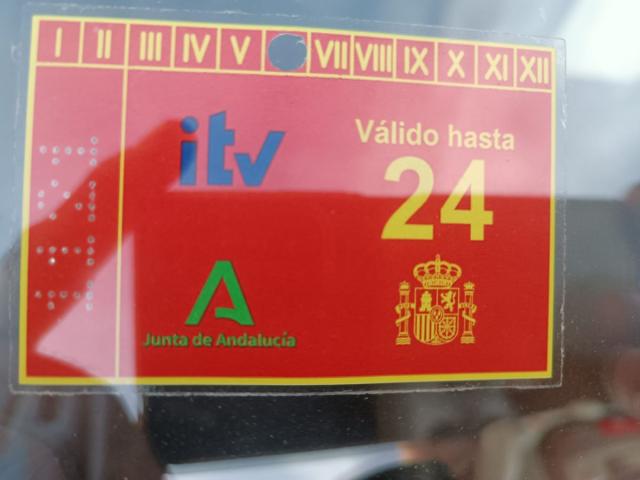 I II III IV V VII VIII IX X XI XII
itv
Válido hasta
24
Junta de Andalucía